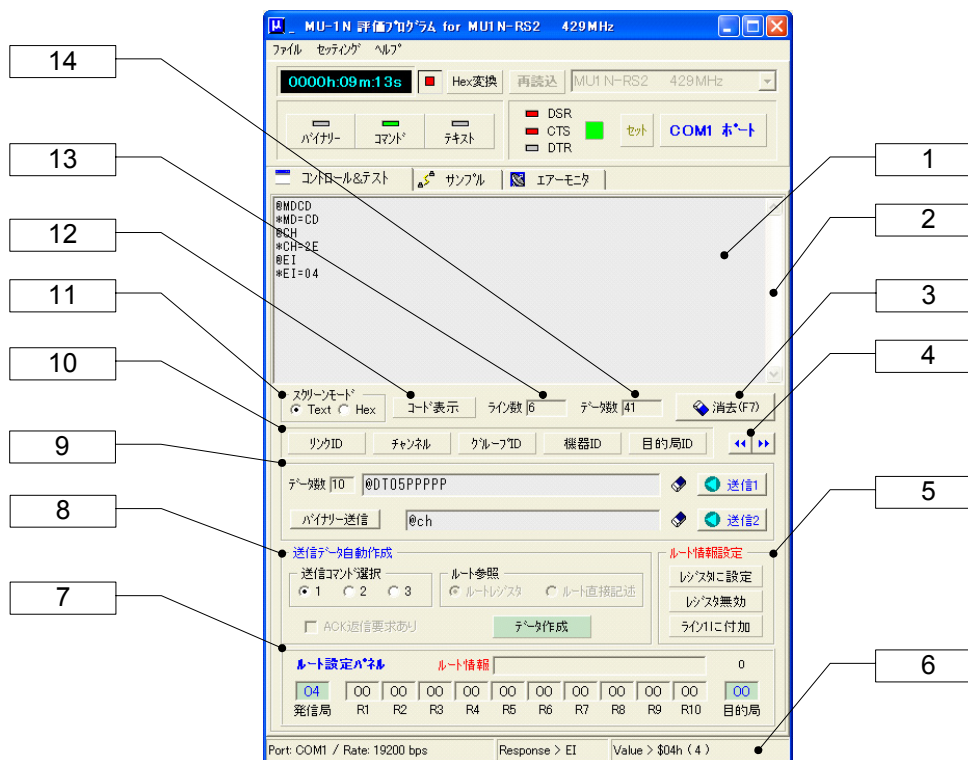 MU-1N 評価ﾌﾟﾛｸﾞﾗﾑ for MU1N-RS2 429MHz
ﾌｧｲﾙ ｾｯﾃｨﾝｸﾞ ﾍﾙﾌﾟ
0000h:09m:13s Hex変換 再読込 MU1N-RS2 429MHz
ﾊﾞｲﾅﾘｰ ｺﾏﾝﾄﾞ ﾃｷｽﾄ
DSR
CTS
DTR
ｾｯﾄ COM1 ﾎﾟｰﾄ
ｺﾝﾄﾛｰﾙ&ﾃｽﾄ ｻﾝﾌﾟﾙ ｴｱｰﾓﾆﾀ
@MDCD
*MD=CD
@CH
*CH=2E
@EI
*EI=04
ｽｸﾘｰﾝﾓｰﾄﾞ
Text Hex ｺｰﾄﾞ表示 ﾗｲﾝ数 6 ﾃﾞｰﾀ数 41 消去(F7)
ﾘﾝｸID ﾁｬﾝﾈﾙ ｸﾞﾙｰﾌﾟID 機器ID 目的局ID
ﾃﾞｰﾀ数 10 @DT05PPPPP 送信1
ﾊﾞｲﾅﾘｰ送信 @ch 送信2
送信ﾃﾞｰﾀ自動作成
送信ｺﾏﾝﾄﾞ選択
1 2 3
ﾙｰﾄ参照
ﾙｰﾄﾚｼﾞｽﾀ ﾙｰﾄ直接記述
ACK返信要求あり ﾃﾞｰﾀ作成
ﾙｰﾄ情報設定
ﾚｼﾞｽﾀに設定
ﾚｼﾞｽﾀ無効
ﾗｲﾝ1に付加
ﾙｰﾄ設定ﾊﾟﾈﾙ ﾙｰﾄ情報 0
04 00 00 00 00 00 00 00 00 00 00 00
発信局 R1 R2 R3 R4 R5 R6 R7 R8 R9 R10 目的局
Port: COM1 / Rate: 19200 bps Response > EI Value > $04h ( 4 )
14
13
12
11
10
9
8
7
1
2
3
4
5
6